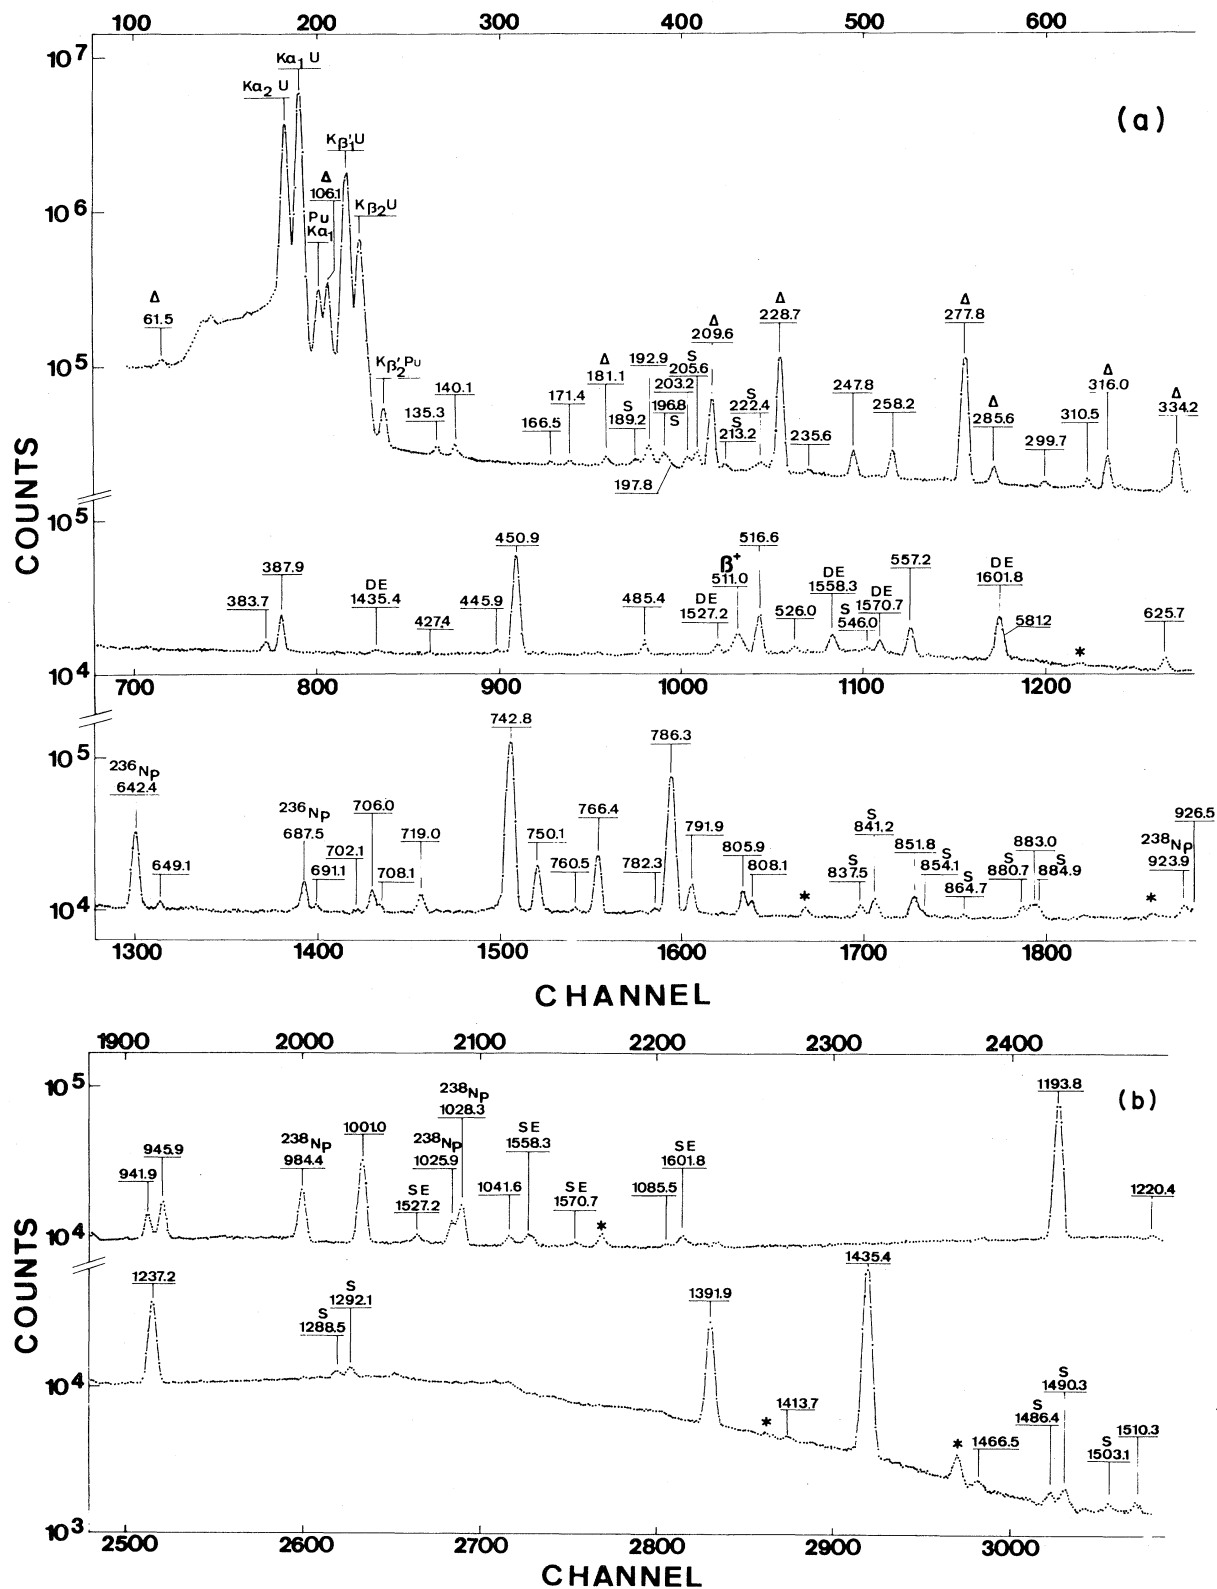 100 200 300 400 500 600
10⁷
Kα₁ U
Kα₂ U
(a)
Kβ₁'U
Δ
106.1
10⁶
Kβ₂U
Pu
Kα₁
Δ
61.5
Δ
228.7
Δ
277.8
Δ
209.6
10⁵
Kβ₂' Pu
140.1
135.3
166.5
171.4
Δ
181.1
S
189.2
192.9
203.2
S
205.6
196.8
S
197.8
S
213.2
S
222.4
235.6
247.8
258.2
Δ
285.6
299.7
310.5
Δ
316.0
Δ
334.2
COUNTS
10⁵
383.7
387.9
DE
1435.4
427.4
445.9
450.9
485.4
DE
1527.2
β⁺
511.0
516.6
526.0
DE
1558.3
S
546.0
DE
1570.7
557.2
DE
1601.8
5812
*
625.7
10⁴
700 800 900 1000 1100 1200
10⁵
²³⁶Np
642.4
649.1
²³⁶Np
687.5
691.1
702.1
706.0
708.1
719.0
742.8
750.1
760.5
766.4
782.3
786.3
791.9
805.9
808.1
*
S
837.5
S
841.2
851.8
S
854.1
S
864.7
S
880.7
883.0
S
884.9
*
²³⁸Np
923.9
926.5
10⁴
1300 1400 1500 1600 1700 1800
CHANNEL
1900 2000 2100 2200 2300 2400
10⁵
(b)
941.9
945.9
²³⁸Np
984.4
1001.0
SE
1527.2
²³⁸Np
1025.9
²³⁸Np
1028.3
1041.6
SE
1558.3
SE
1570.7
*
1085.5
SE
1601.8
1193.8
1220.4
10⁴
COUNTS
1237.2
S
1288.5
S
1292.1
1391.9
*
1413.7
1435.4
*
1466.5
S
1486.4
S
1490.3
S
1503.1
1510.3
10⁴
10³
2500 2600 2700 2800 2900 3000
CHANNEL